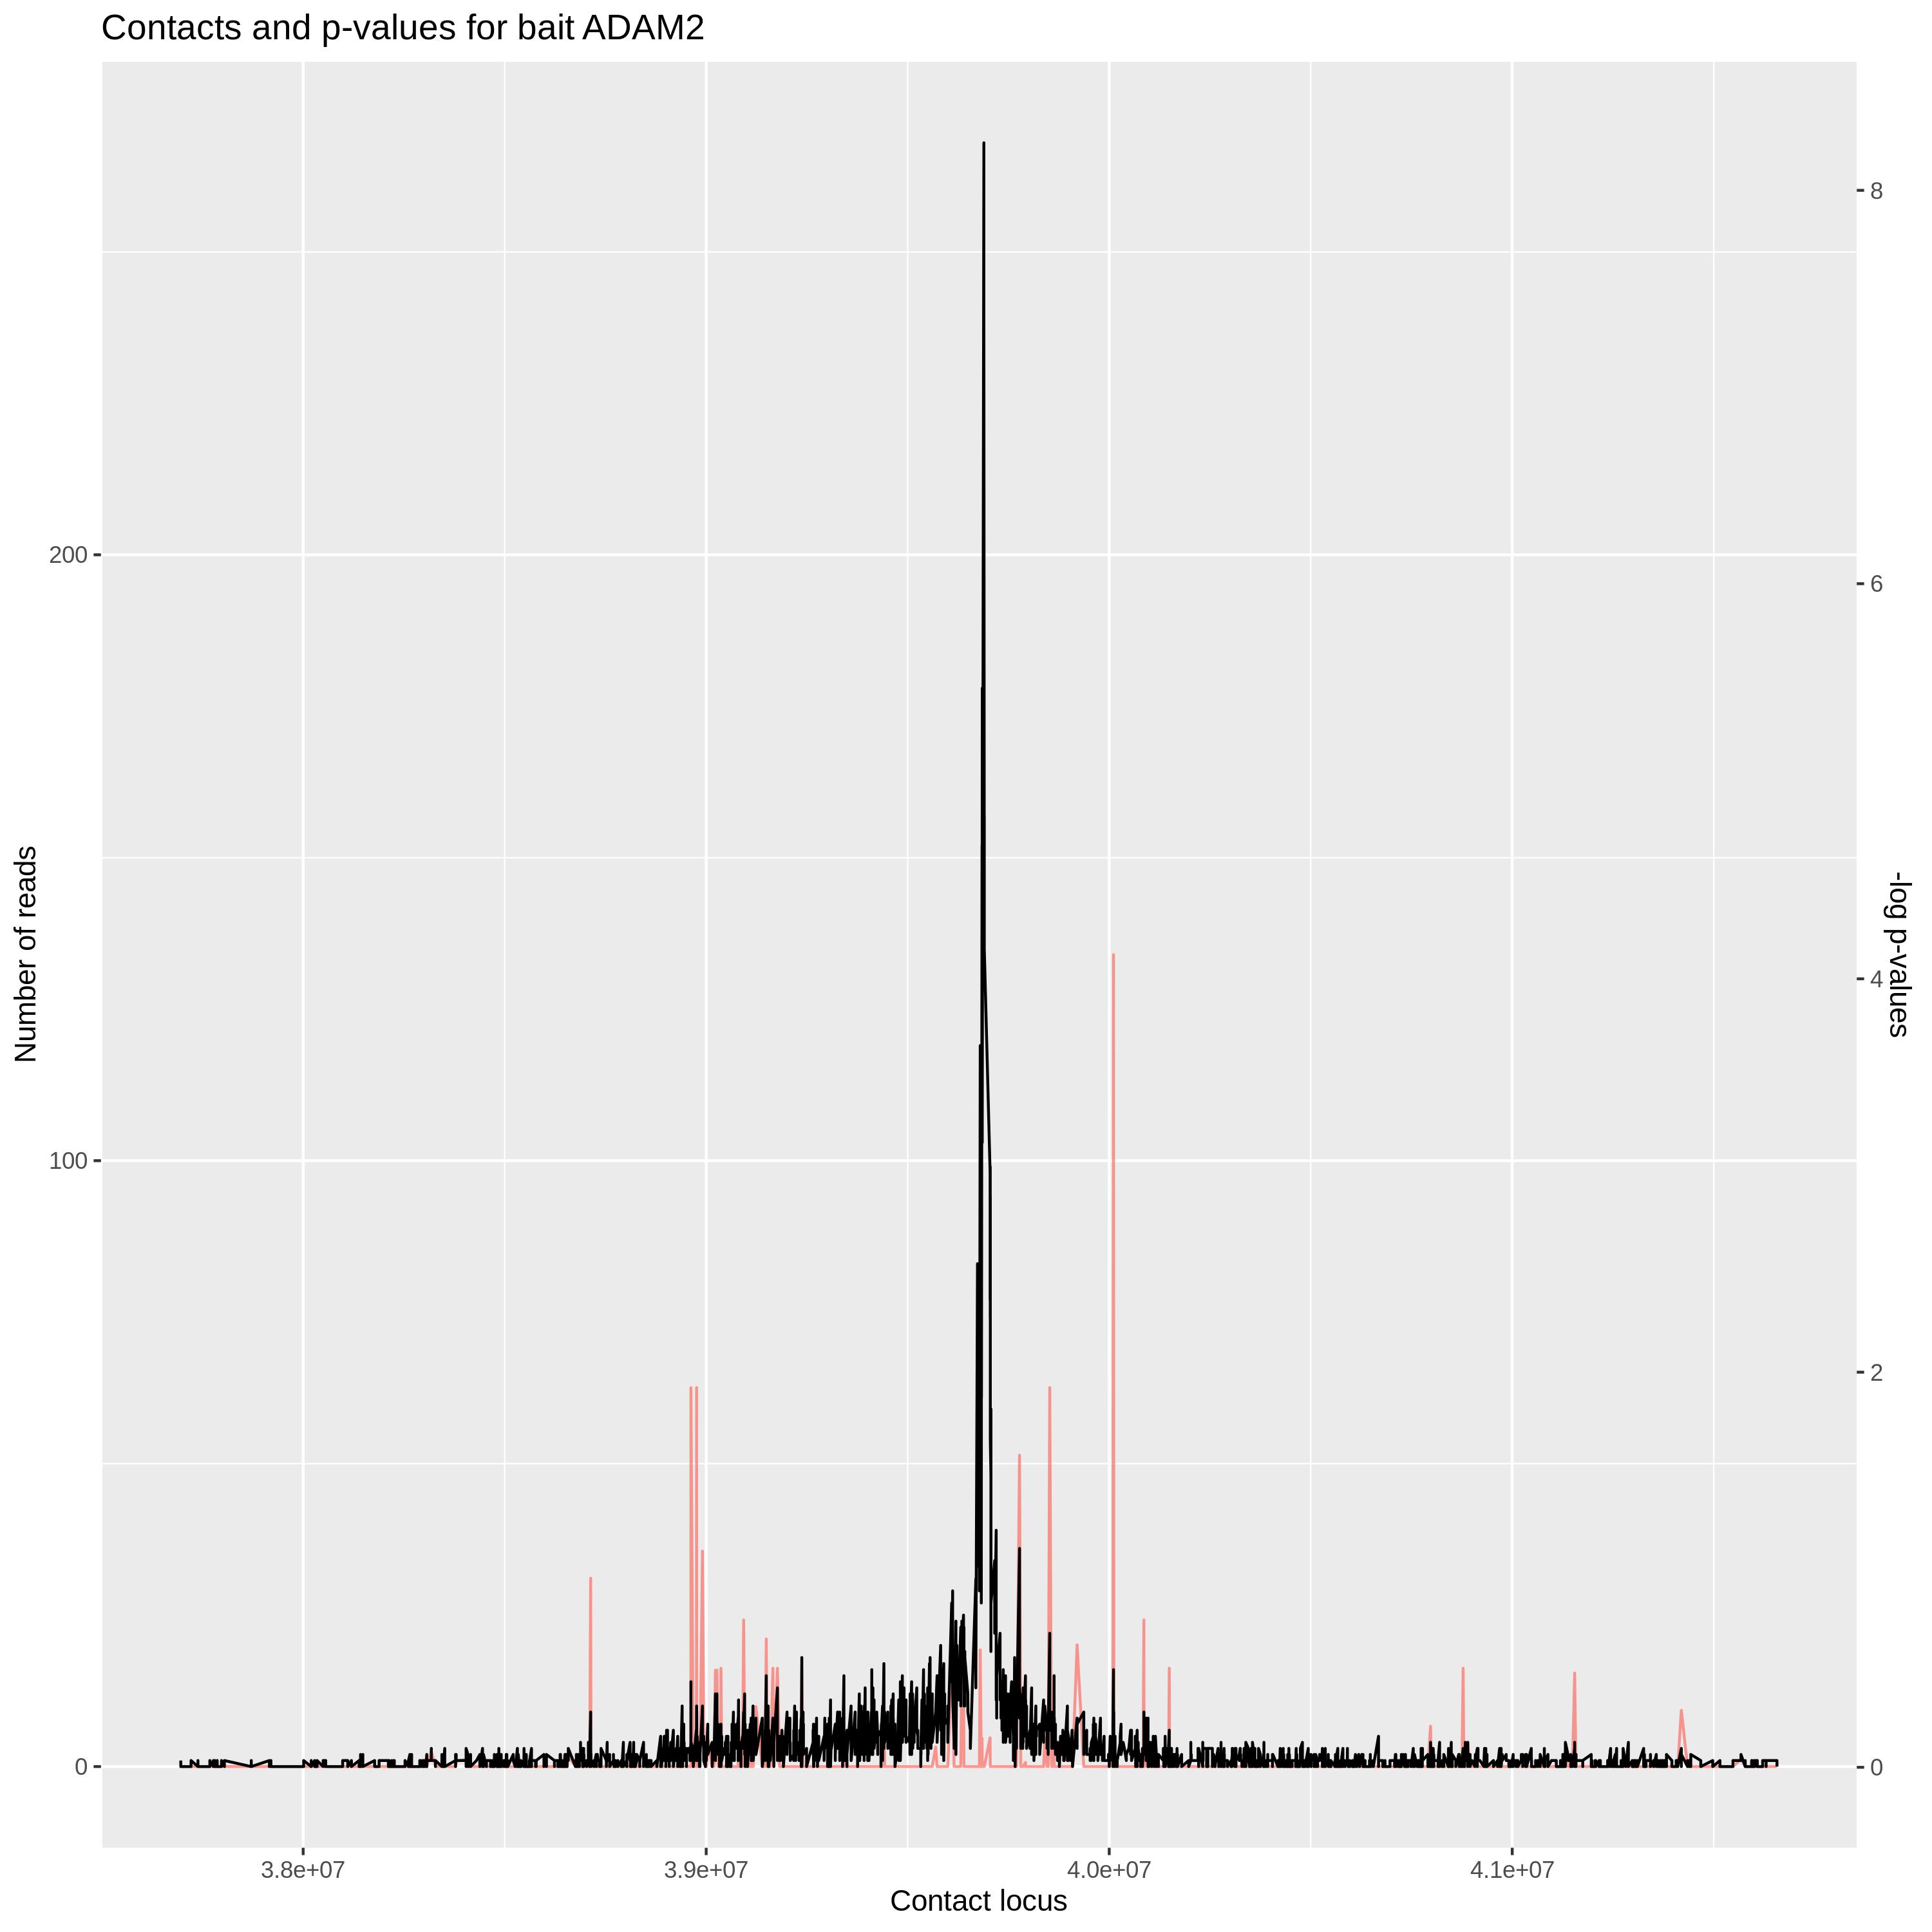 Contacts and p-values for bait ADAM2
Number of reads
200
100
0
8
6
4
2
0
-log p-values
3.8e+07
3.9e+07
4.0e+07
4.1e+07
Contact locus